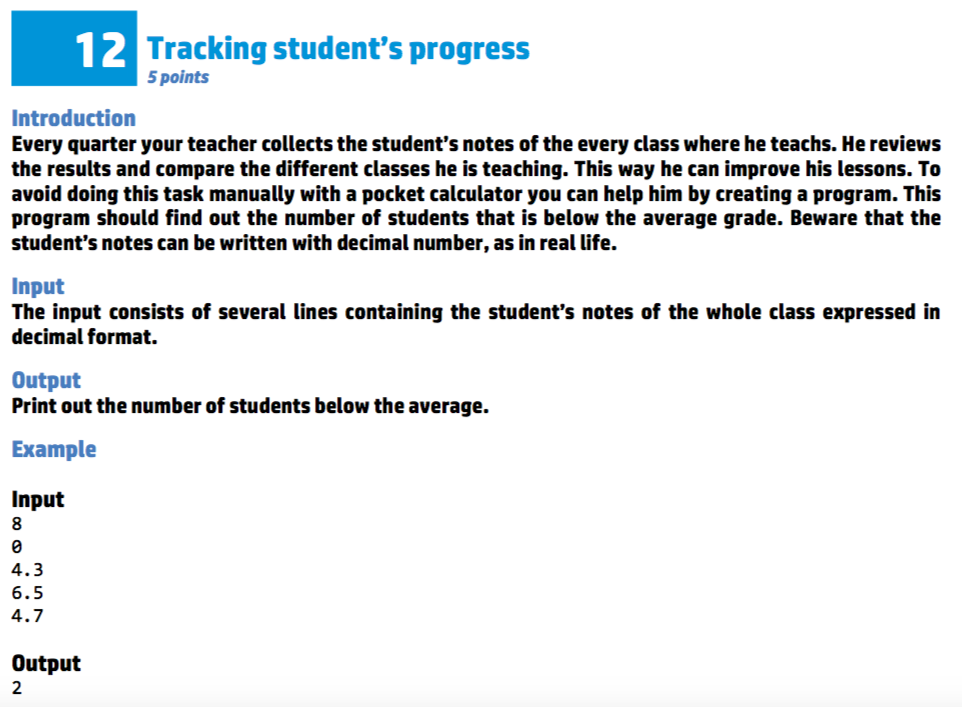 12 Tracking student's progress
5 points
Introduction
Every quarter your teacher collects the student's notes of the every class where he teachs. He reviews
the results and compare the different classes he is teaching. This way he can improve his lessons. To
avoid doing this task manually with a pocket calculator you can help him by creating a program. This
program should find out the number of students that is below the average grade. Beware that the
student's notes can be written with decimal number, as in real life.
Input
The input consists of several lines containing the student's notes of the whole class expressed in
decimal format.
Output
Print out the number of students below the average.
Example
Input
8
0
4.3
6.5
4.7
Output
2